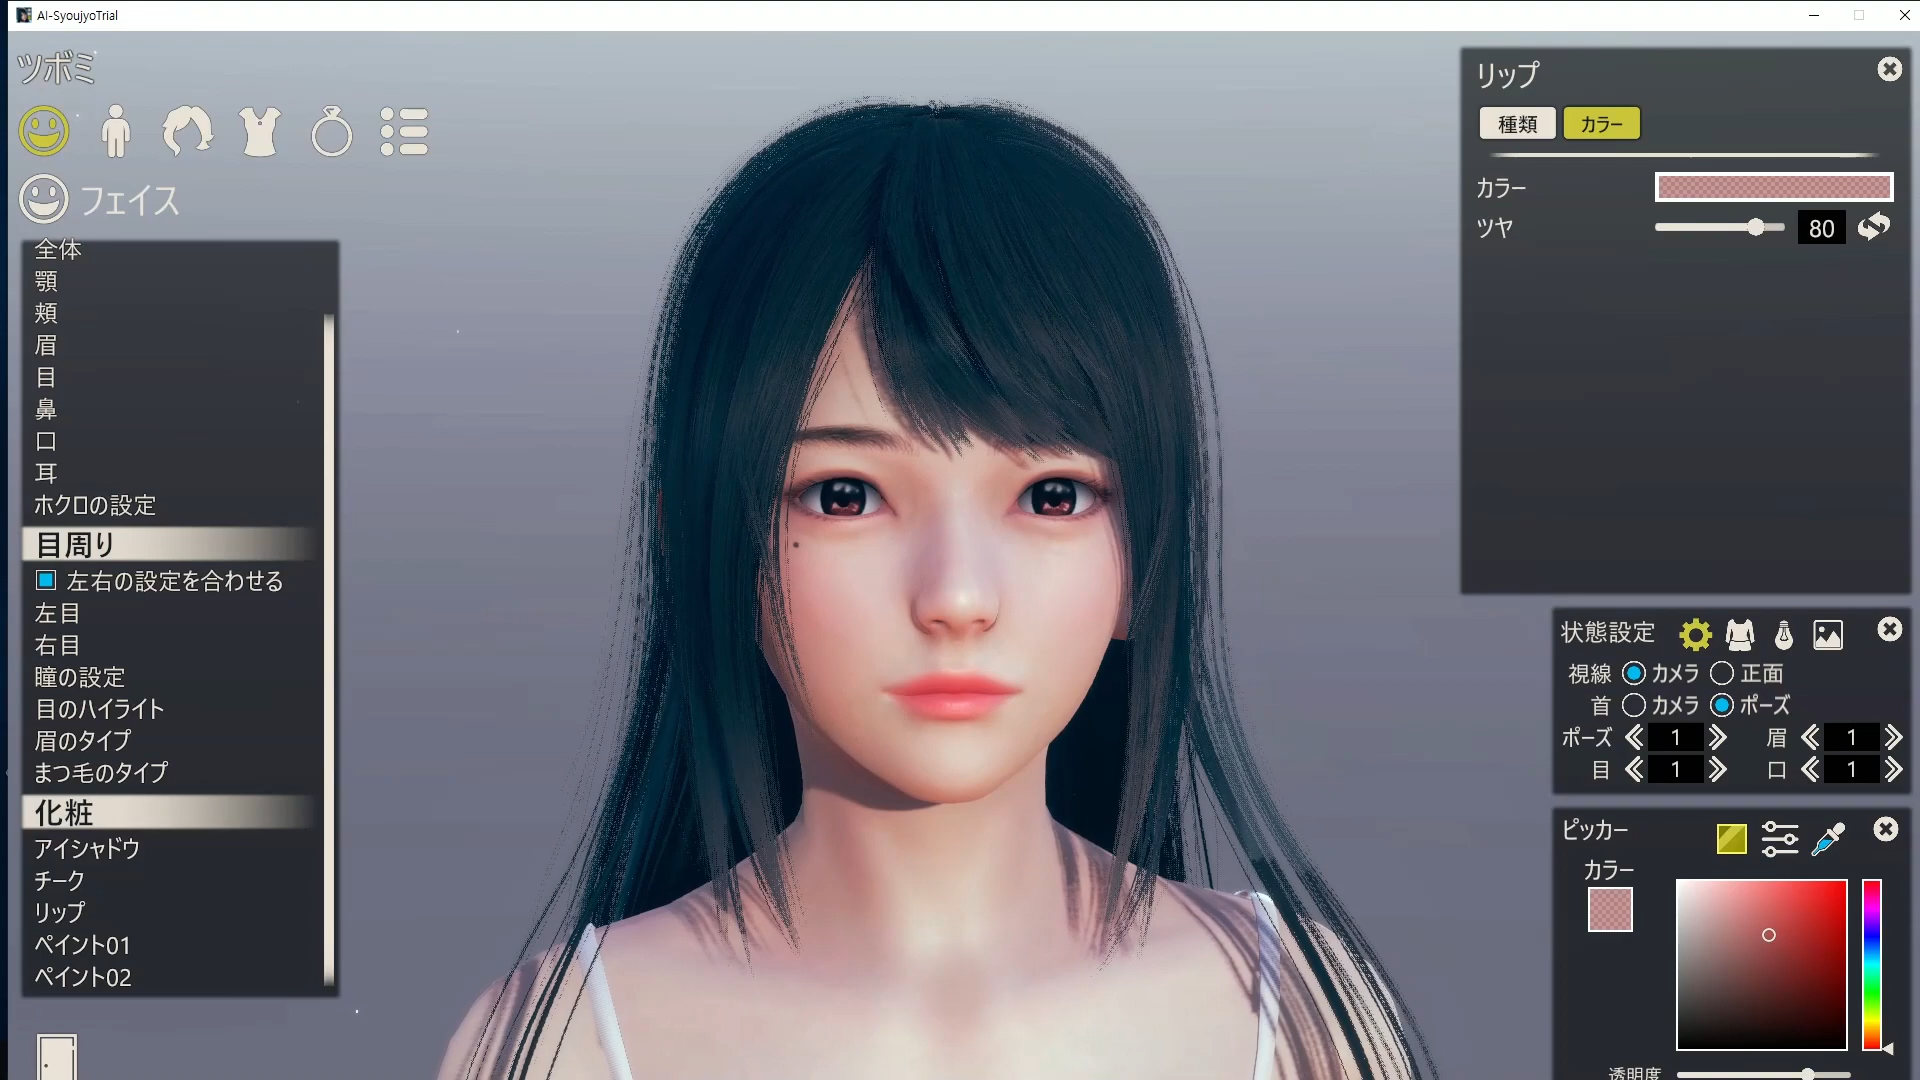 AI-SyoujyoTrial
ツボミ
フェイス
全体
顎
頬
眉
目
鼻
口
耳
ホクロの設定
目周り
左右の設定を合わせる
左目
右目
瞳の設定
目のハイライト
眉のタイプ
まつ毛のタイプ
化粧
アイシャドウ
チーク
リップ
ペイント01
ペイント02
リップ
種類 カラー
カラー
ツヤ 80
状態設定
視線 カメラ 正面
首 カメラ ポーズ
ポーズ 1 眉 1
目 1 口 1
ピッカー
カラー
透明度